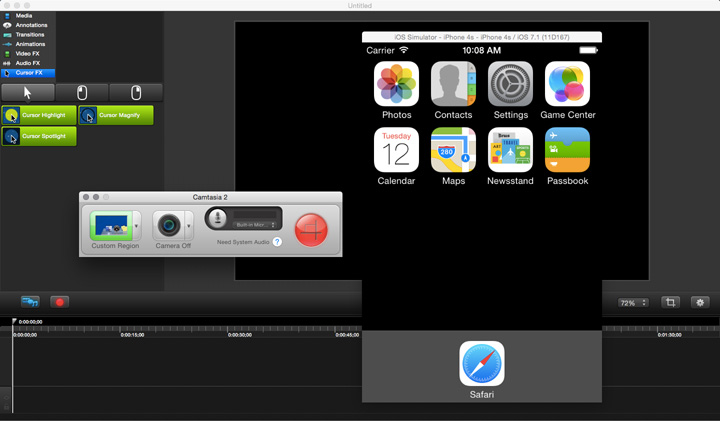 Untitled
Media
Annotations
Transitions
Animations
Video FX
Audio FX
Cursor FX
Cursor Highlight
Cursor Magnify
Cursor Spotlight
Camtasia 2
Custom Region
Camera Off
Built-in Micr...
Need System Audio ?
iOS Simulator - iPhone 4s - iPhone 4s / iOS 7.1 (11D167)
Carrier 10:08 AM
Photos Contacts Settings Game Center
Tuesday
12
280
Calendar Maps Newsstand Passbook
Safari
72%
0:00:00;00
0:00:00;00 0:00:15;00 0:00:30;00 0:00:45;00 0:01:30;00